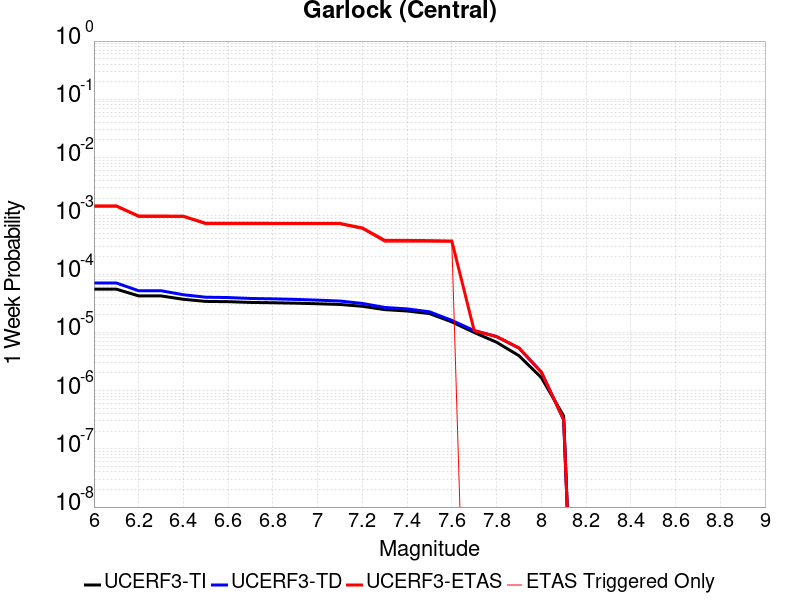 Garlock (Central)
1 Week Probability
10^0
10^-1
10^-2
10^-3
10^-4
10^-5
10^-6
10^-7
10^-8
6 6.2 6.4 6.6 6.8 7 7.2 7.4 7.6 7.8 8 8.2 8.4 8.6 8.8 9
Magnitude
UCERF3-TI UCERF3-TD UCERF3-ETAS ETAS Triggered Only